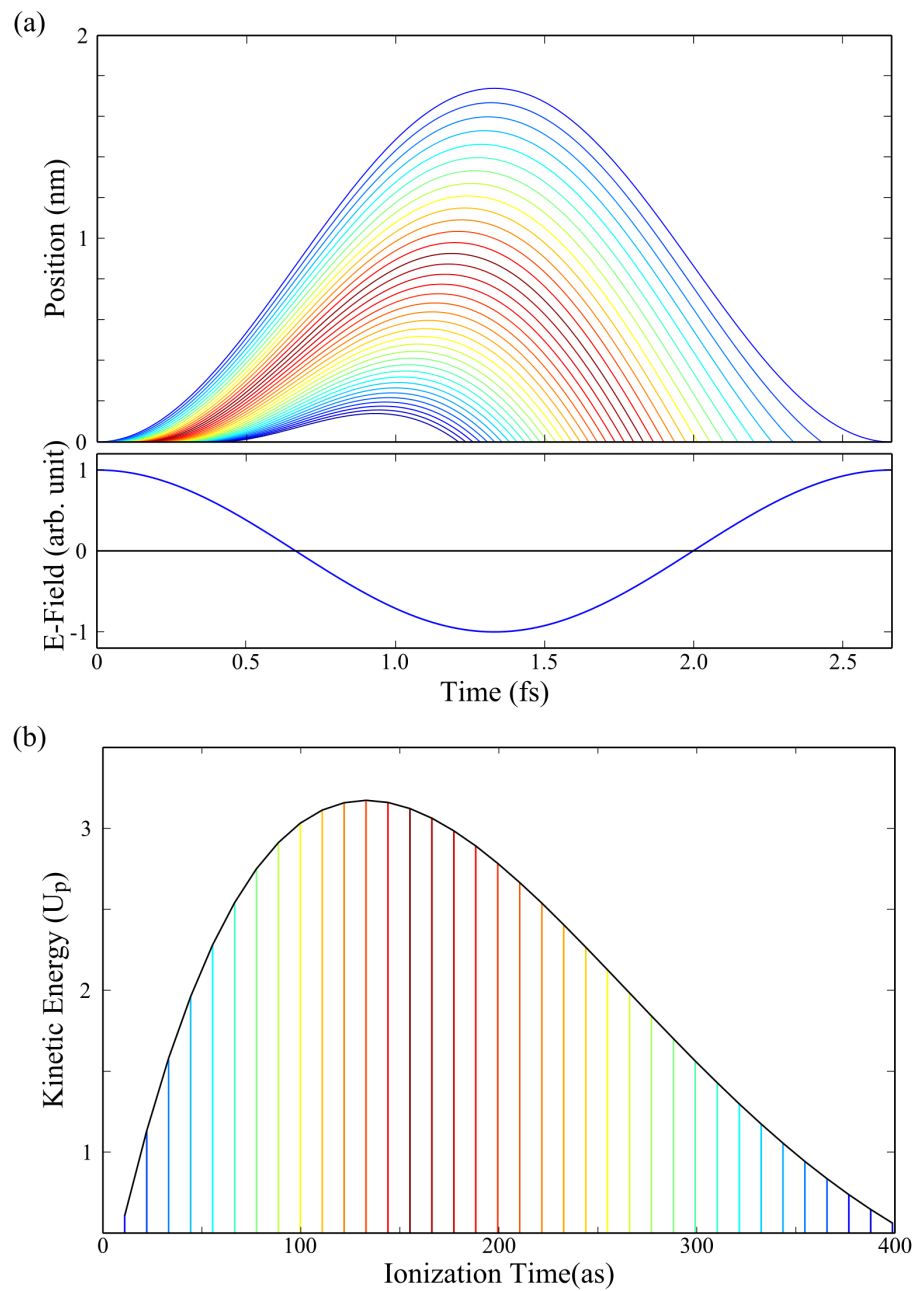 (a)
2
1
0
Position (nm)
1
0
-1
E-Field (arb. unit)
0
0.5
1.0
1.5
2.0
2.5
Time (fs)
(b)
3
2
1
Kinetic Energy (Up)
0
100
200
300
400
Ionization Time(as)